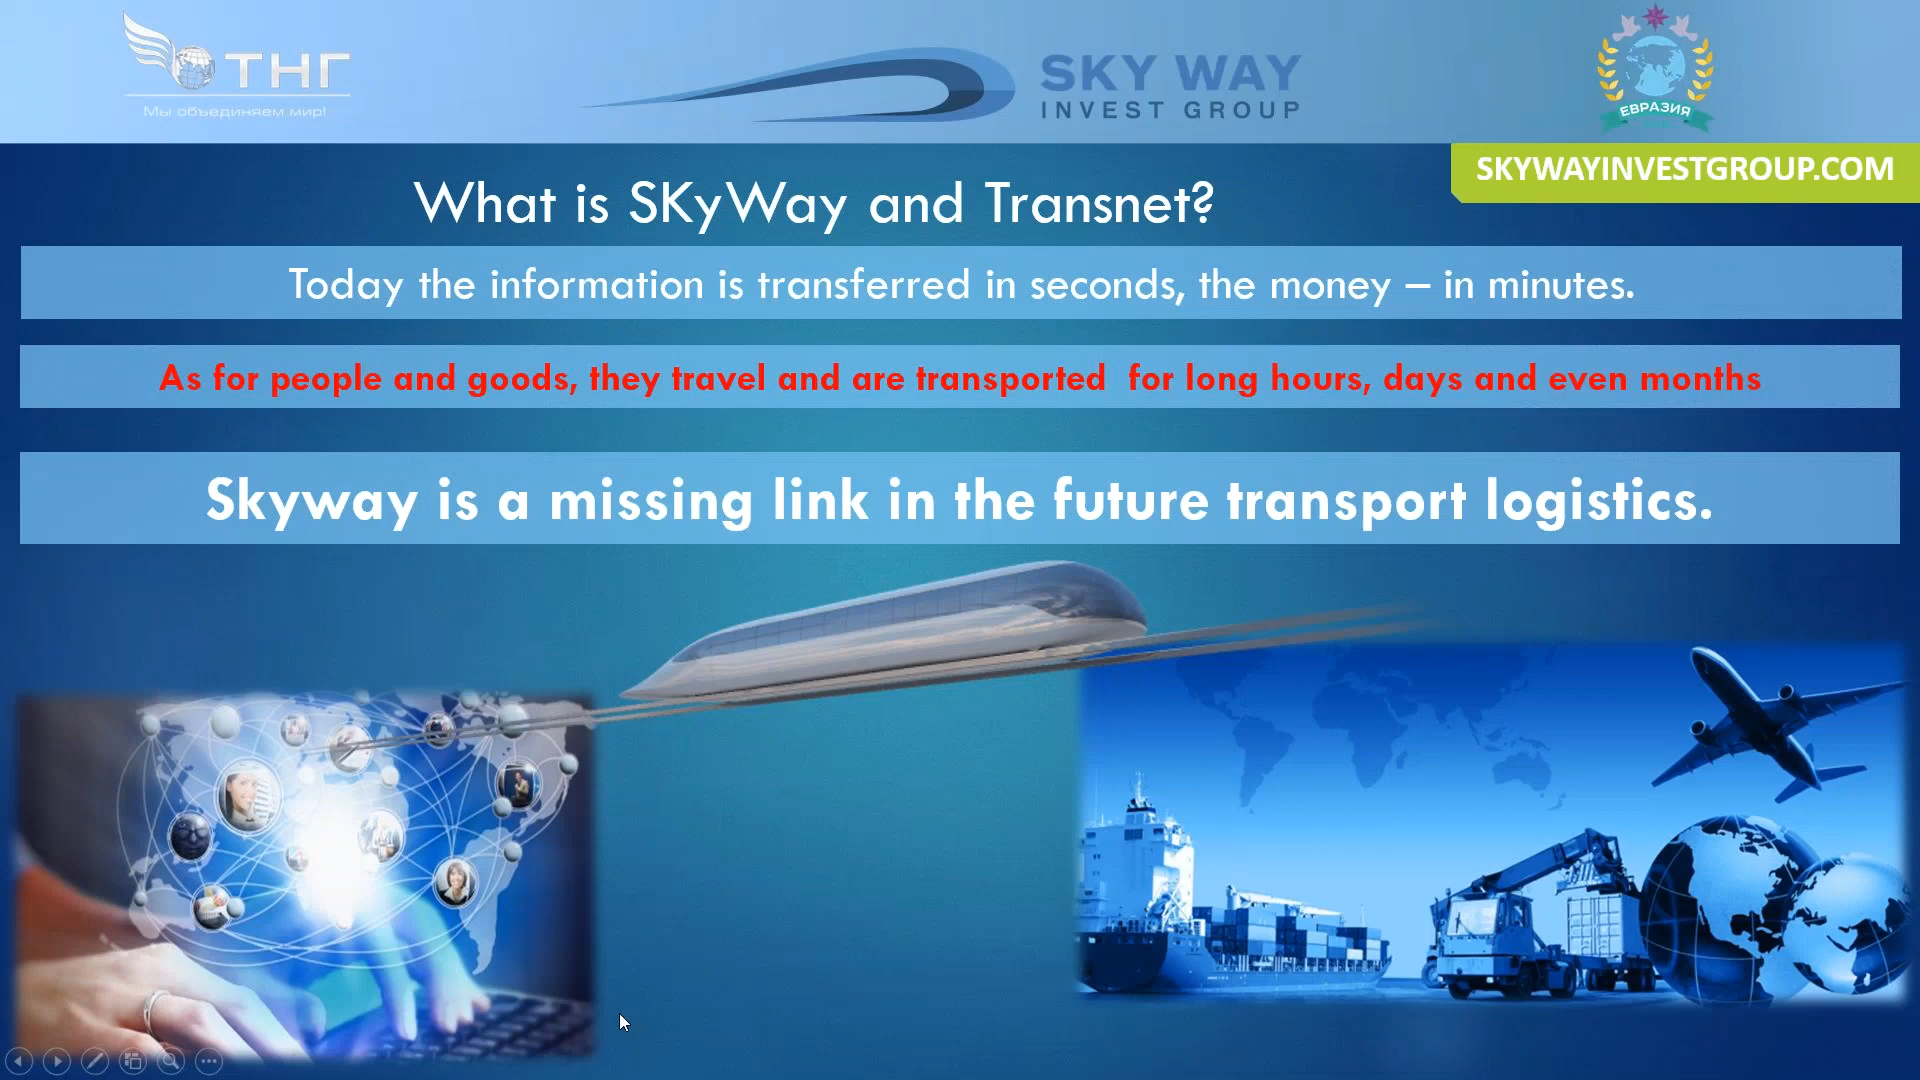 ТНГ
Мы объединяем мир!
SKY WAY
INVEST GROUP
ЕВРАЗИЯ
SKYWAYINVESTGROUP.COM
What is SKyWay and Transnet?
Today the information is transferred in seconds, the money – in minutes.
As for people and goods, they travel and are transported  for long hours, days and even months
Skyway is a missing link in the future transport logistics.